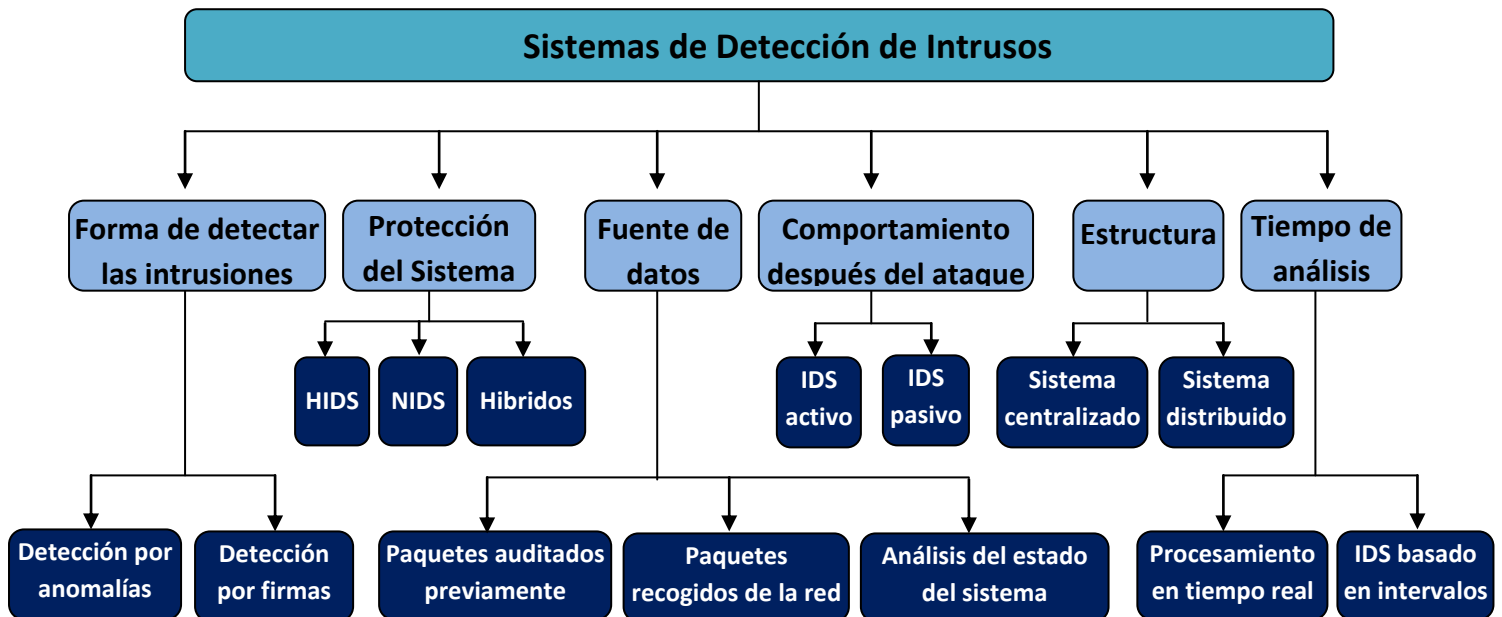 Sistemas de Detección de Intrusos
Forma de detectar
las intrusiones
Protección
del Sistema
Fuente de
datos
Comportamiento
después del ataque
Estructura
Tiempo de
análisis
HIDS
NIDS
Hibridos
IDS
activo
IDS
pasivo
Sistema
centralizado
Sistema
distribuido
Detección por
anomalías
Detección
por firmas
Paquetes auditados
previamente
Paquetes
recogidos de la red
Análisis del estado
del sistema
Procesamiento
en tiempo real
IDS basado
en intervalos